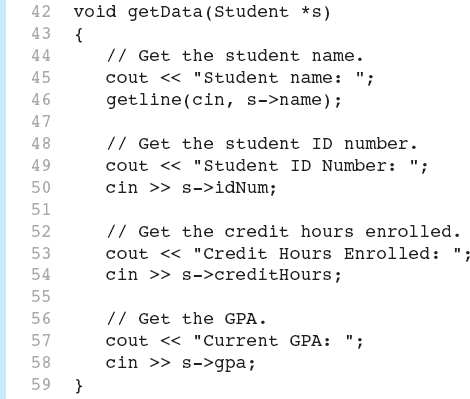 42 void getData(Student *s)
43 {
44    // Get the student name.
45    cout << "Student name: ";
46    getline(cin, s->name);
47
48    // Get the student ID number.
49    cout << "Student ID Number: ";
50    cin >> s->idNum;
51
52    // Get the credit hours enrolled.
53    cout << "Credit Hours Enrolled: ";
54    cin >> s->creditHours;
55
56    // Get the GPA.
57    cout << "Current GPA: ";
58    cin >> s->gpa;
59 }